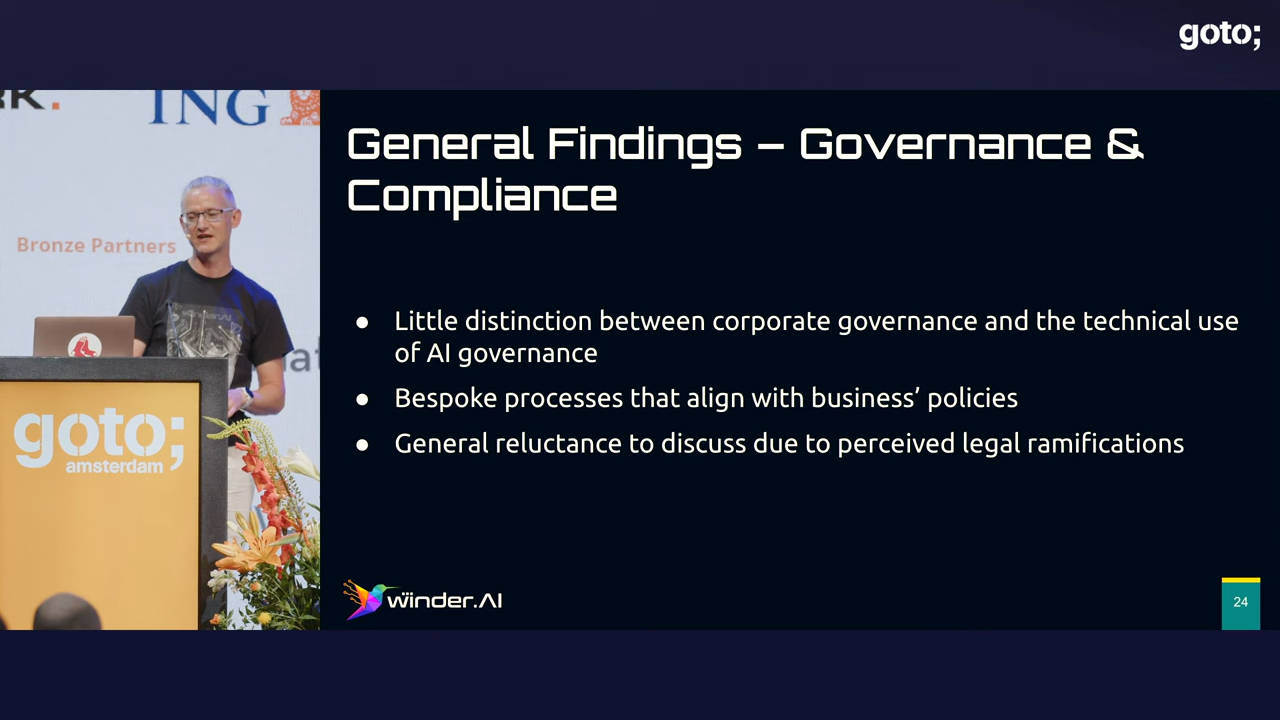 goto;
ING
Bronze Partners
goto;
amsterdam
General Findings – Governance &
Compliance
● Little distinction between corporate governance and the technical use
of AI governance
● Bespoke processes that align with business’ policies
● General reluctance to discuss due to perceived legal ramifications
winder.AI
24